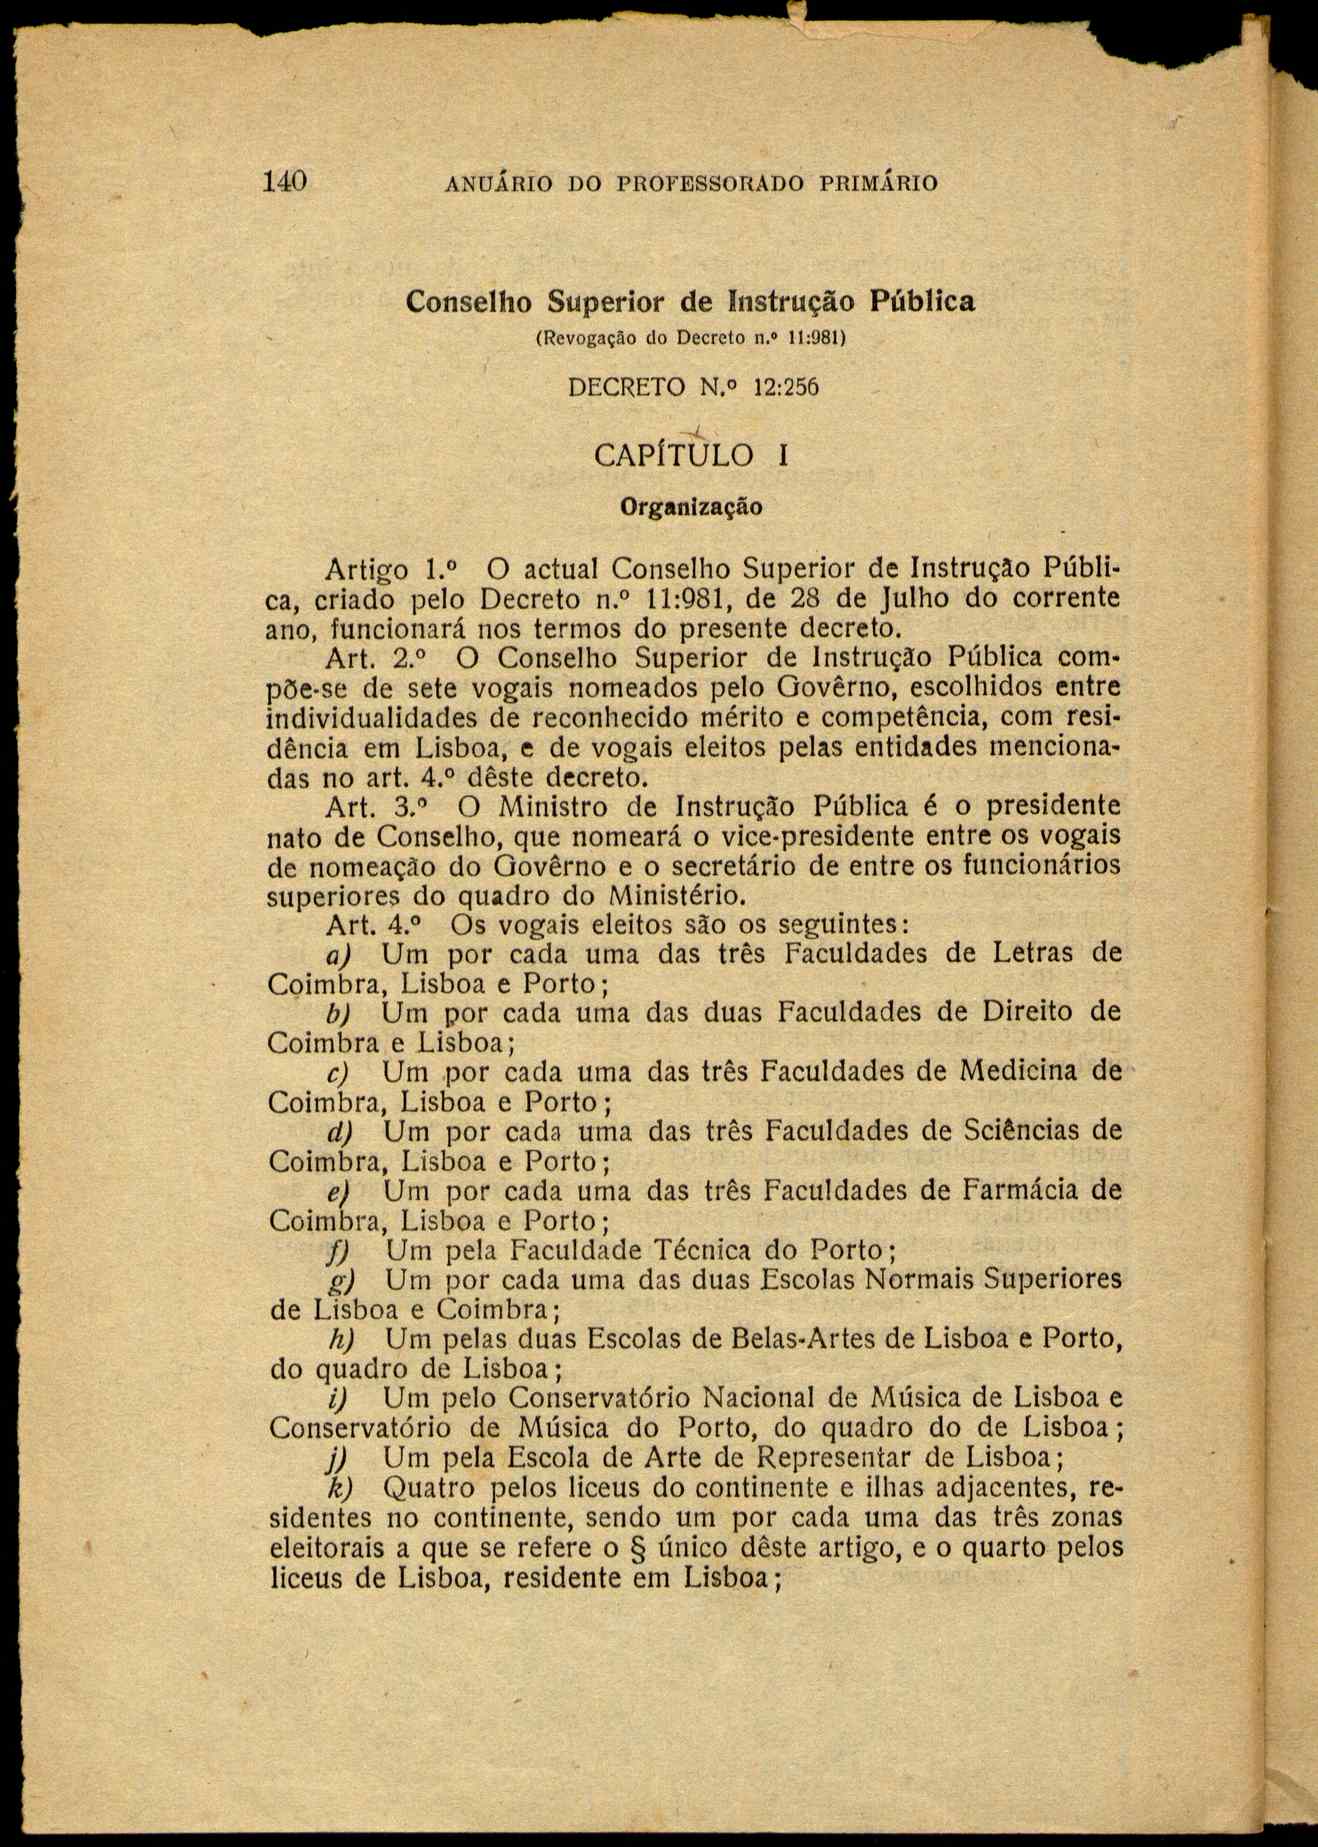 140 ANUÁRIO DO PROFESSORADO PRIMÁRIO
Conselho Superior de Instrução Pública
(Revogação do Decreto n.º 11:981)
DECRETO N.º 12:256
CAPÍTULO I
Organização
Artigo 1.º O actual Conselho Superior de Instrução Públi-
ca, criado pelo Decreto n.º 11:981, de 28 de Julho do corrente
ano, funcionará nos termos do presente decreto.
Art. 2.º O Conselho Superior de Instrução Pública com-
põe-se de sete vogais nomeados pelo Govêrno, escolhidos entre
individualidades de reconhecido mérito e competência, com resi-
dência em Lisboa, e de vogais eleitos pelas entidades menciona-
das no art. 4.º dêste decreto.
Art. 3.º O Ministro de Instrução Pública é o presidente
nato de Conselho, que nomeará o vice-presidente entre os vogais
de nomeação do Govêrno e o secretário de entre os funcionários
superiores do quadro do Ministério.
Art. 4.º Os vogais eleitos são os seguintes:
a) Um por cada uma das três Faculdades de Letras de
Coimbra, Lisboa e Porto;
b) Um por cada uma das duas Faculdades de Direito de
Coimbra e Lisboa;
c) Um por cada uma das três Faculdades de Medicina de
Coimbra, Lisboa e Porto;
d) Um por cada uma das três Faculdades de Sciências de
Coimbra, Lisboa e Porto;
e) Um por cada uma das três Faculdades de Farmácia de
Coimbra, Lisboa e Porto;
f) Um pela Faculdade Técnica do Porto;
g) Um por cada uma das duas Escolas Normais Superiores
de Lisboa e Coimbra;
h) Um pelas duas Escolas de Belas-Artes de Lisboa e Porto,
do quadro de Lisboa;
i) Um pelo Conservatório Nacional de Música de Lisboa e
Conservatório de Música do Porto, do quadro do de Lisboa;
j) Um pela Escola de Arte de Representar de Lisboa;
k) Quatro pelos liceus do continente e ilhas adjacentes, re-
sidentes no continente, sendo um por cada uma das três zonas
eleitorais a que se refere o § único dêste artigo, e o quarto pelos
liceus de Lisboa, residente em Lisboa;